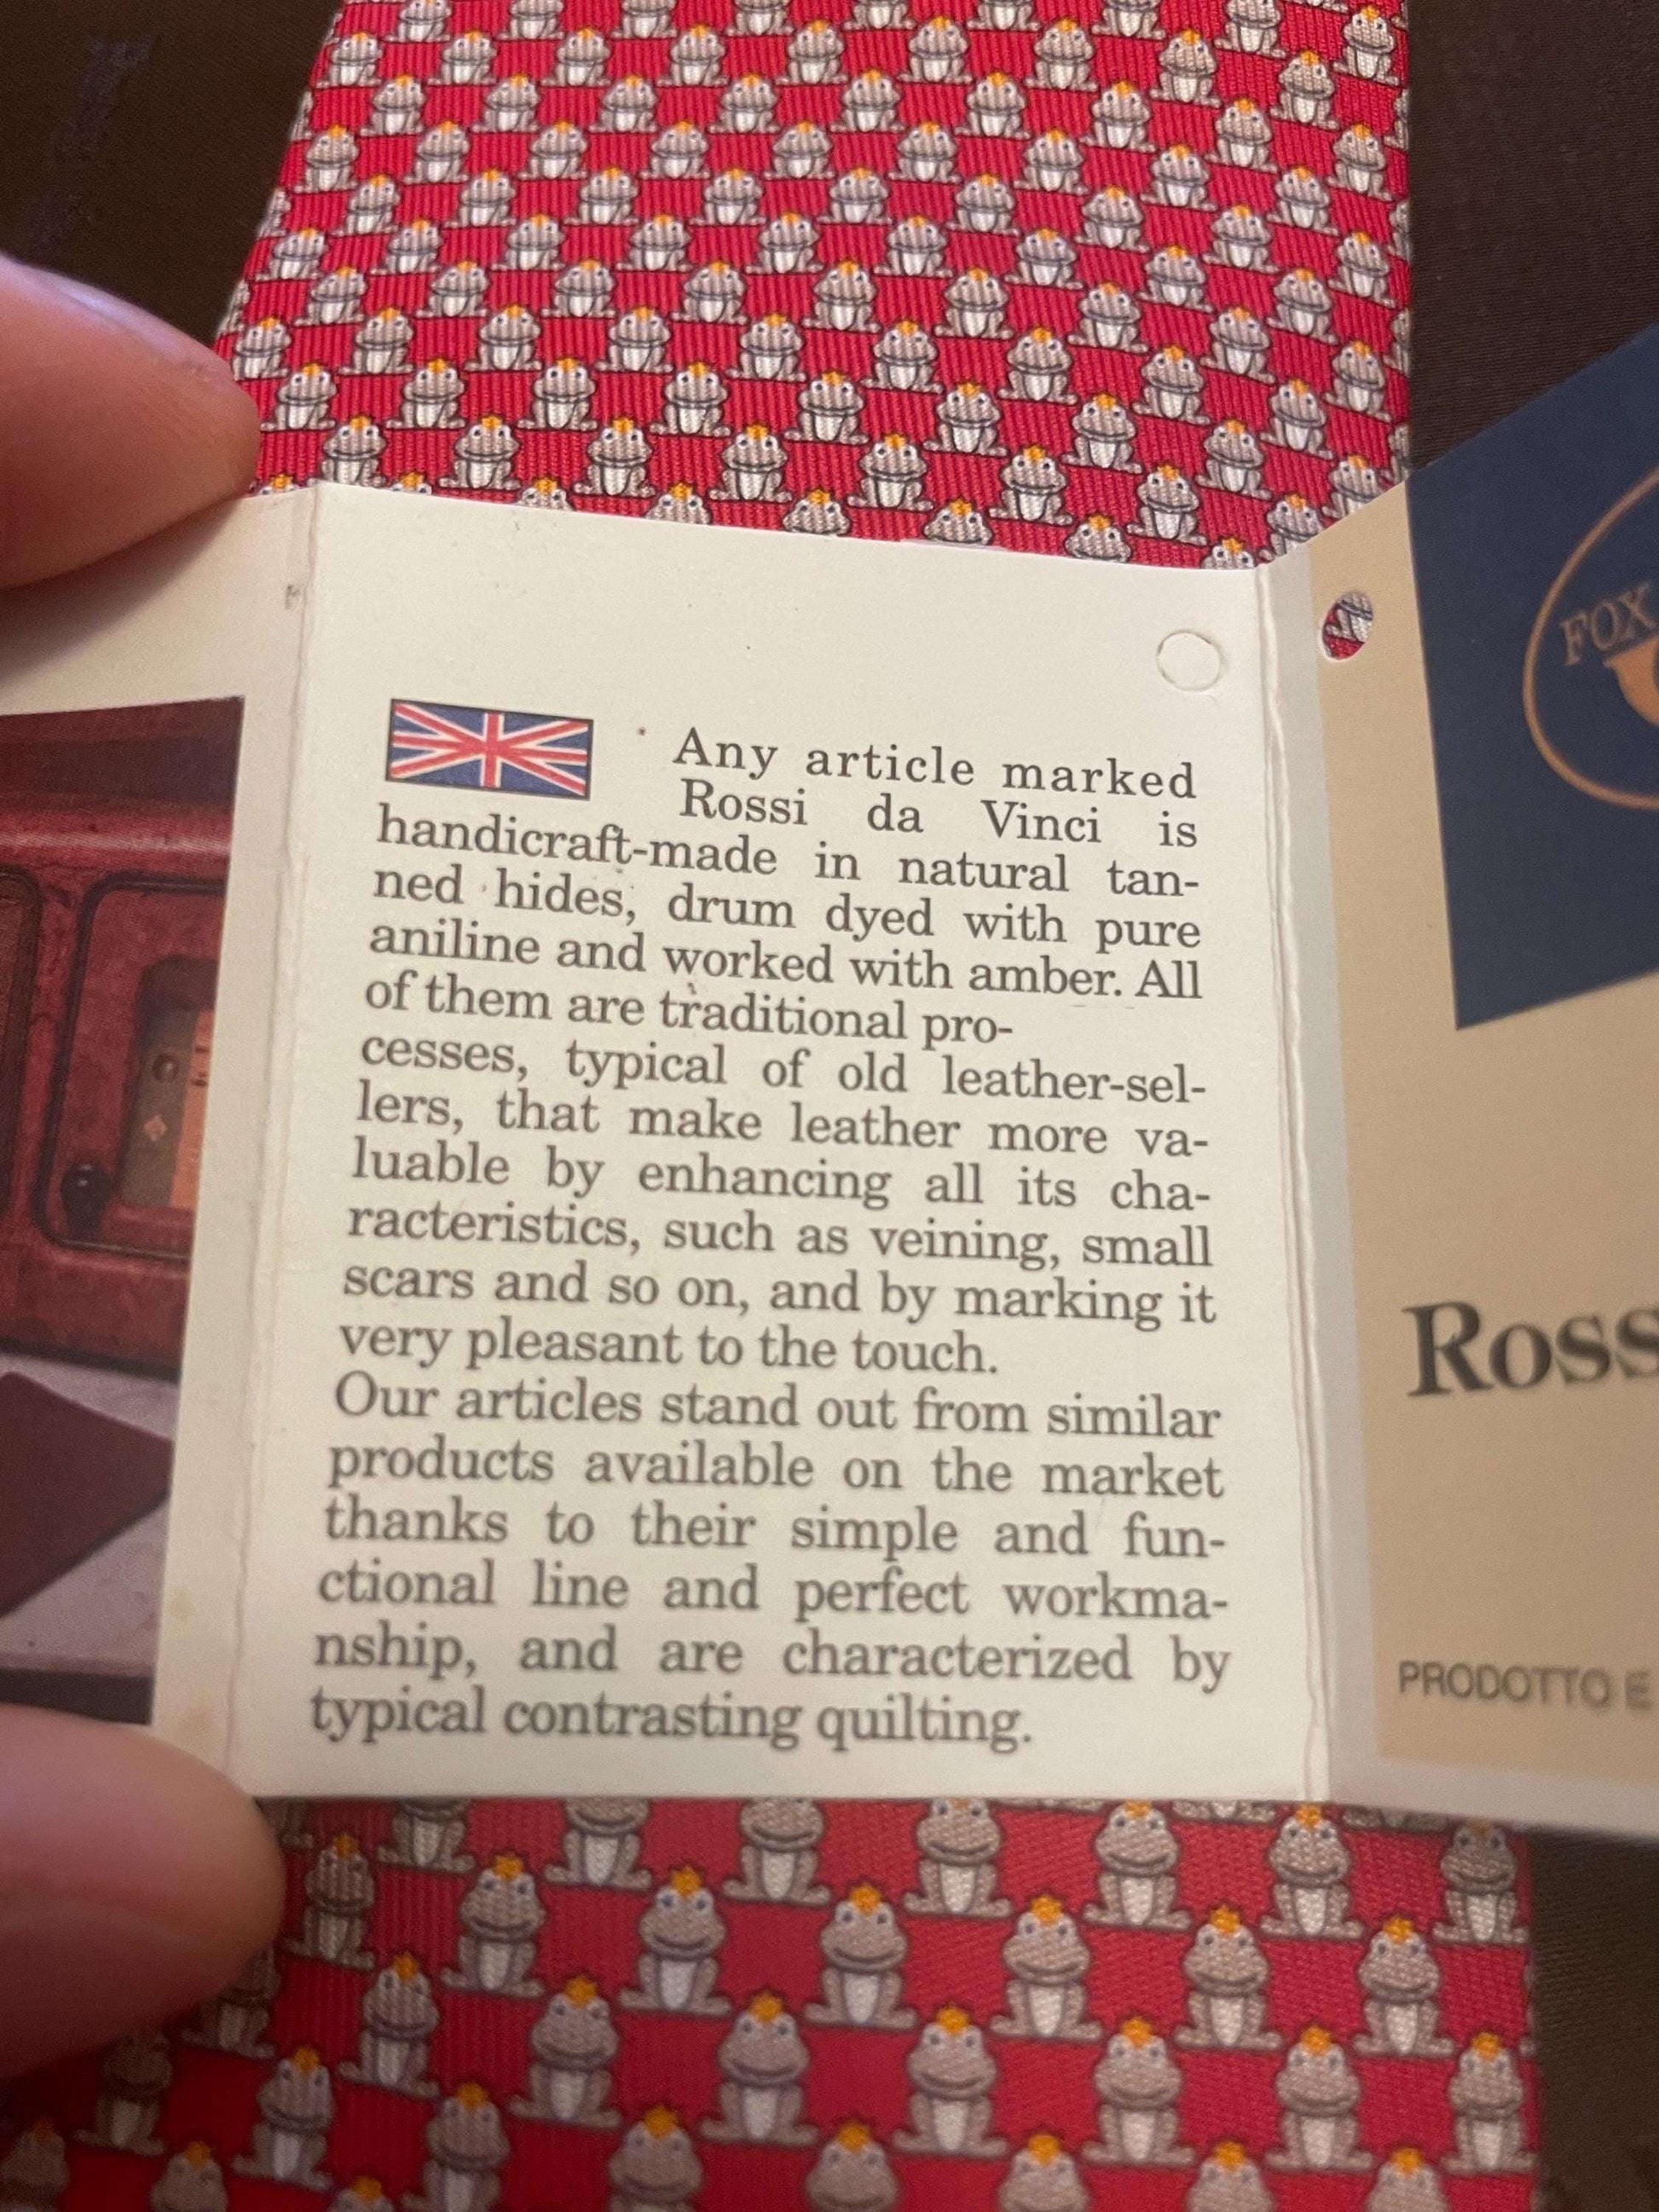 Any article marked
Rossi da Vinci is
handicraft-made in natural tan-
ned hides, drum dyed with pure
aniline and worked with amber. All
of them are traditional pro-
cesses, typical of old leather-sel-
lers, that make leather more va-
luable by enhancing all its cha-
racteristics, such as veining, small
scars and so on, and by marking it
very pleasant to the touch.
Our articles stand out from similar
products available on the market
thanks to their simple and fun-
ctional line and perfect workma-
nship, and are characterized by
typical contrasting quilting.
FOX
Ross
PRODOTTO E